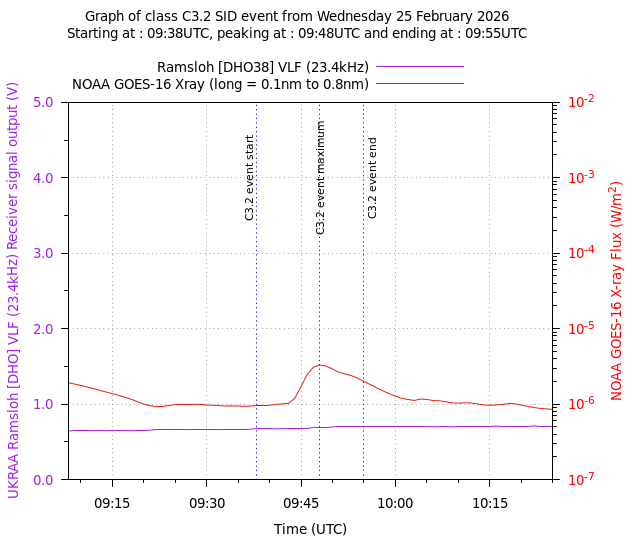 Graph of class C3.2 SID event from Wednesday 25 February 2026
Starting at : 09:38UTC, peaking at : 09:48UTC and ending at : 09:55UTC
Ramsloh [DHO38] VLF (23.4kHz)
NOAA GOES-16 Xray (long = 0.1nm to 0.8nm)
UKRAA Ramsloh [DHO] VLF (23.4kHz) Receiver signal output (V)
5.0
4.0
3.0
2.0
1.0
0.0
C3.2 event start
C3.2 event maximum
C3.2 event end
10^-2
10^-3
10^-4
10^-5
10^-6
10^-7
NOAA GOES-16 X-ray Flux (W/m²)
09:15 09:30 09:45 10:00 10:15
Time (UTC)